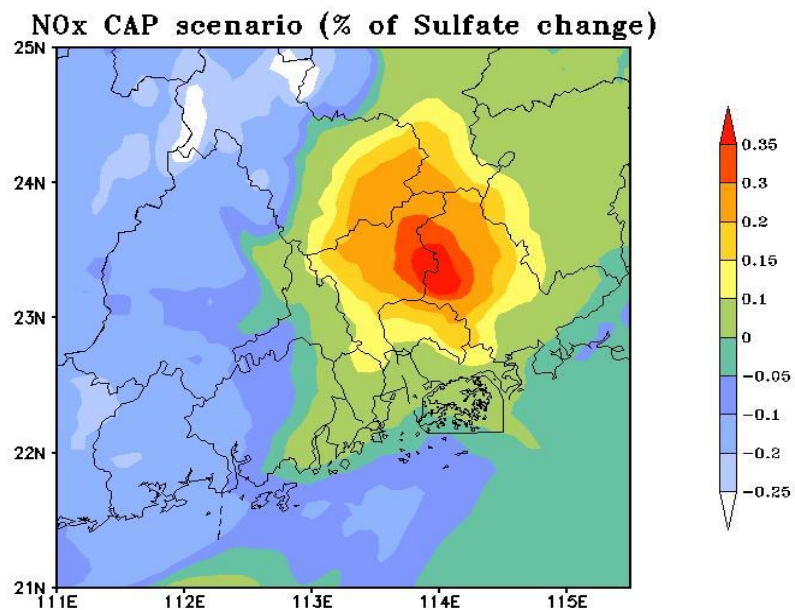 NOx CAP scenario (% of Sulfate change)
25N
24N
23N
22N
21N
111E
112E
113E
114E
115E
0.35
0.3
0.2
0.15
0.1
0
-0.05
-0.1
-0.2
-0.25